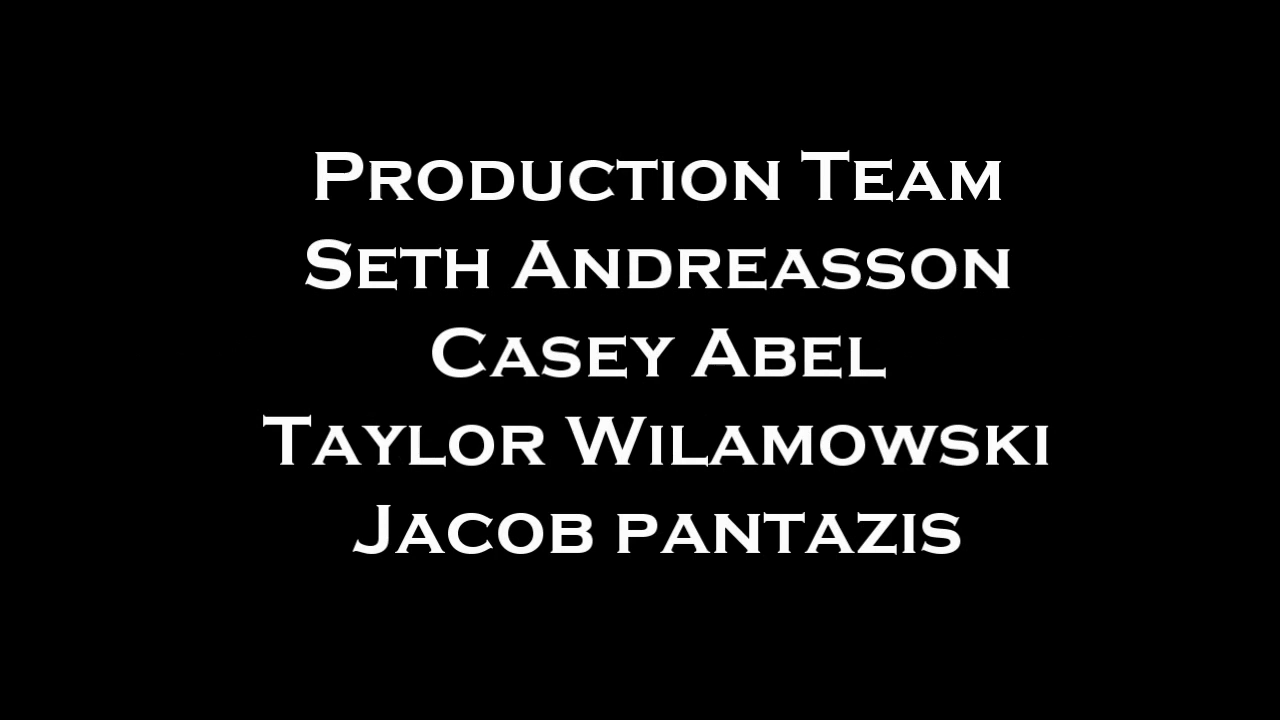 Production Team
Seth Andreasson
Casey Abel
Taylor Wilamowski
Jacob pantazis